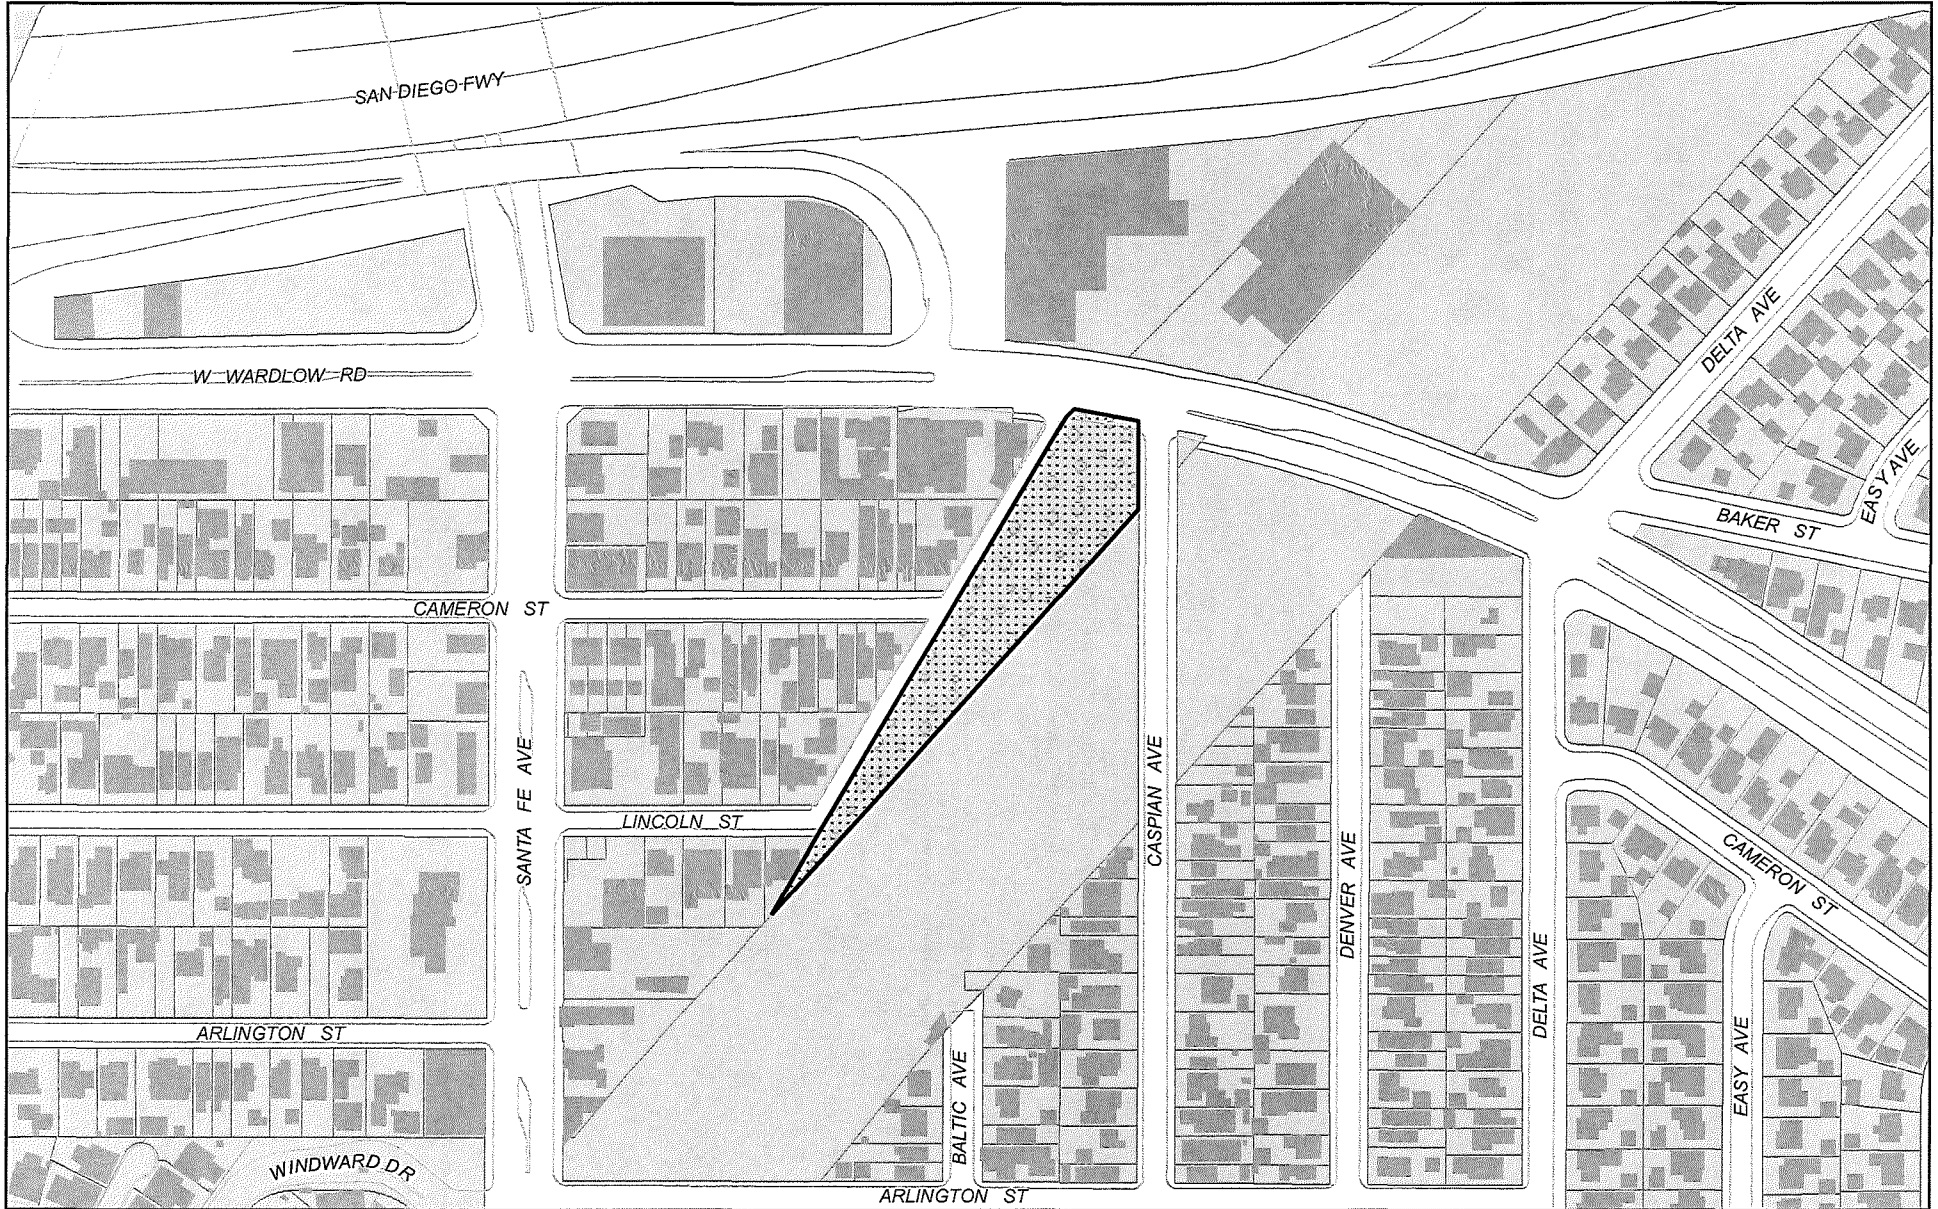 SAN DIEGO FWY
W WARDLOW RD
DELTA AVE
EASY AVE
BAKER ST
CAMERON ST
SANTA FE AVE
LINCOLN ST
CASPIAN AVE
DENVER AVE
CAMERON ST
DELTA AVE
ARLINGTON ST
EASY AVE
BALTIC AVE
WINDWARD DR
ARLINGTON ST